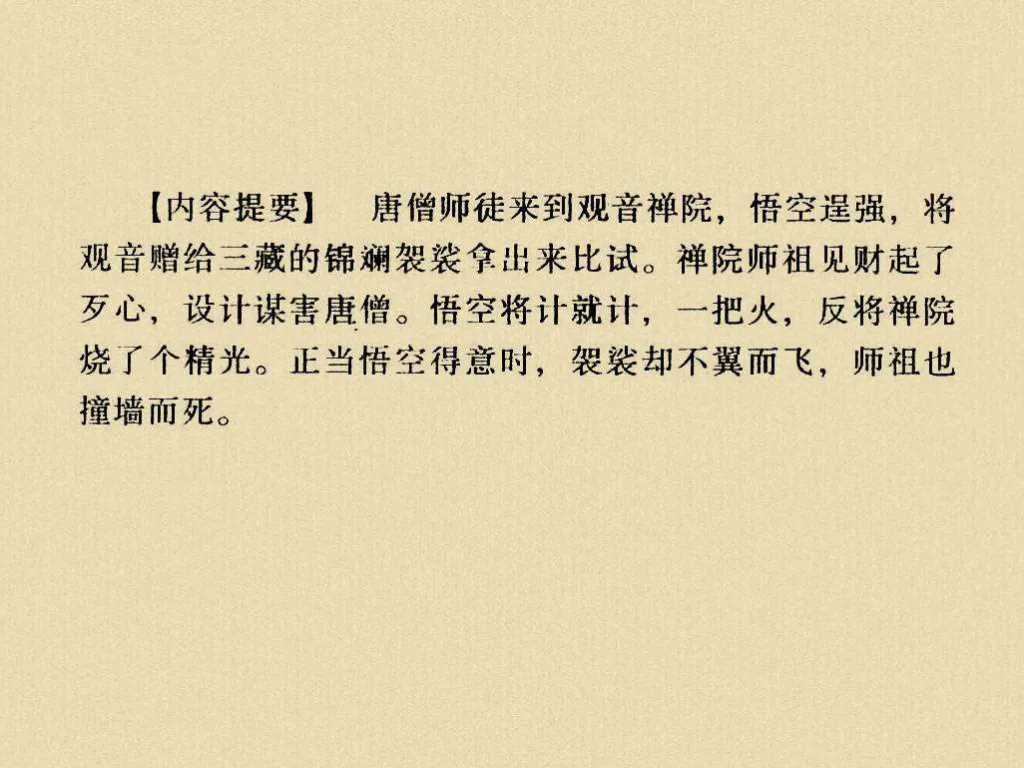 【内容提要】 唐僧师徒来到观音禅院，悟空逞强，将
观音赠给三藏的锦斓袈裟拿出来比试。禅院师祖见财起了
歹心，设计谋害唐僧。悟空将计就计，一把火，反将禅院
烧了个精光。正当悟空得意时，袈裟却不翼而飞，师祖也
撞墙而死。